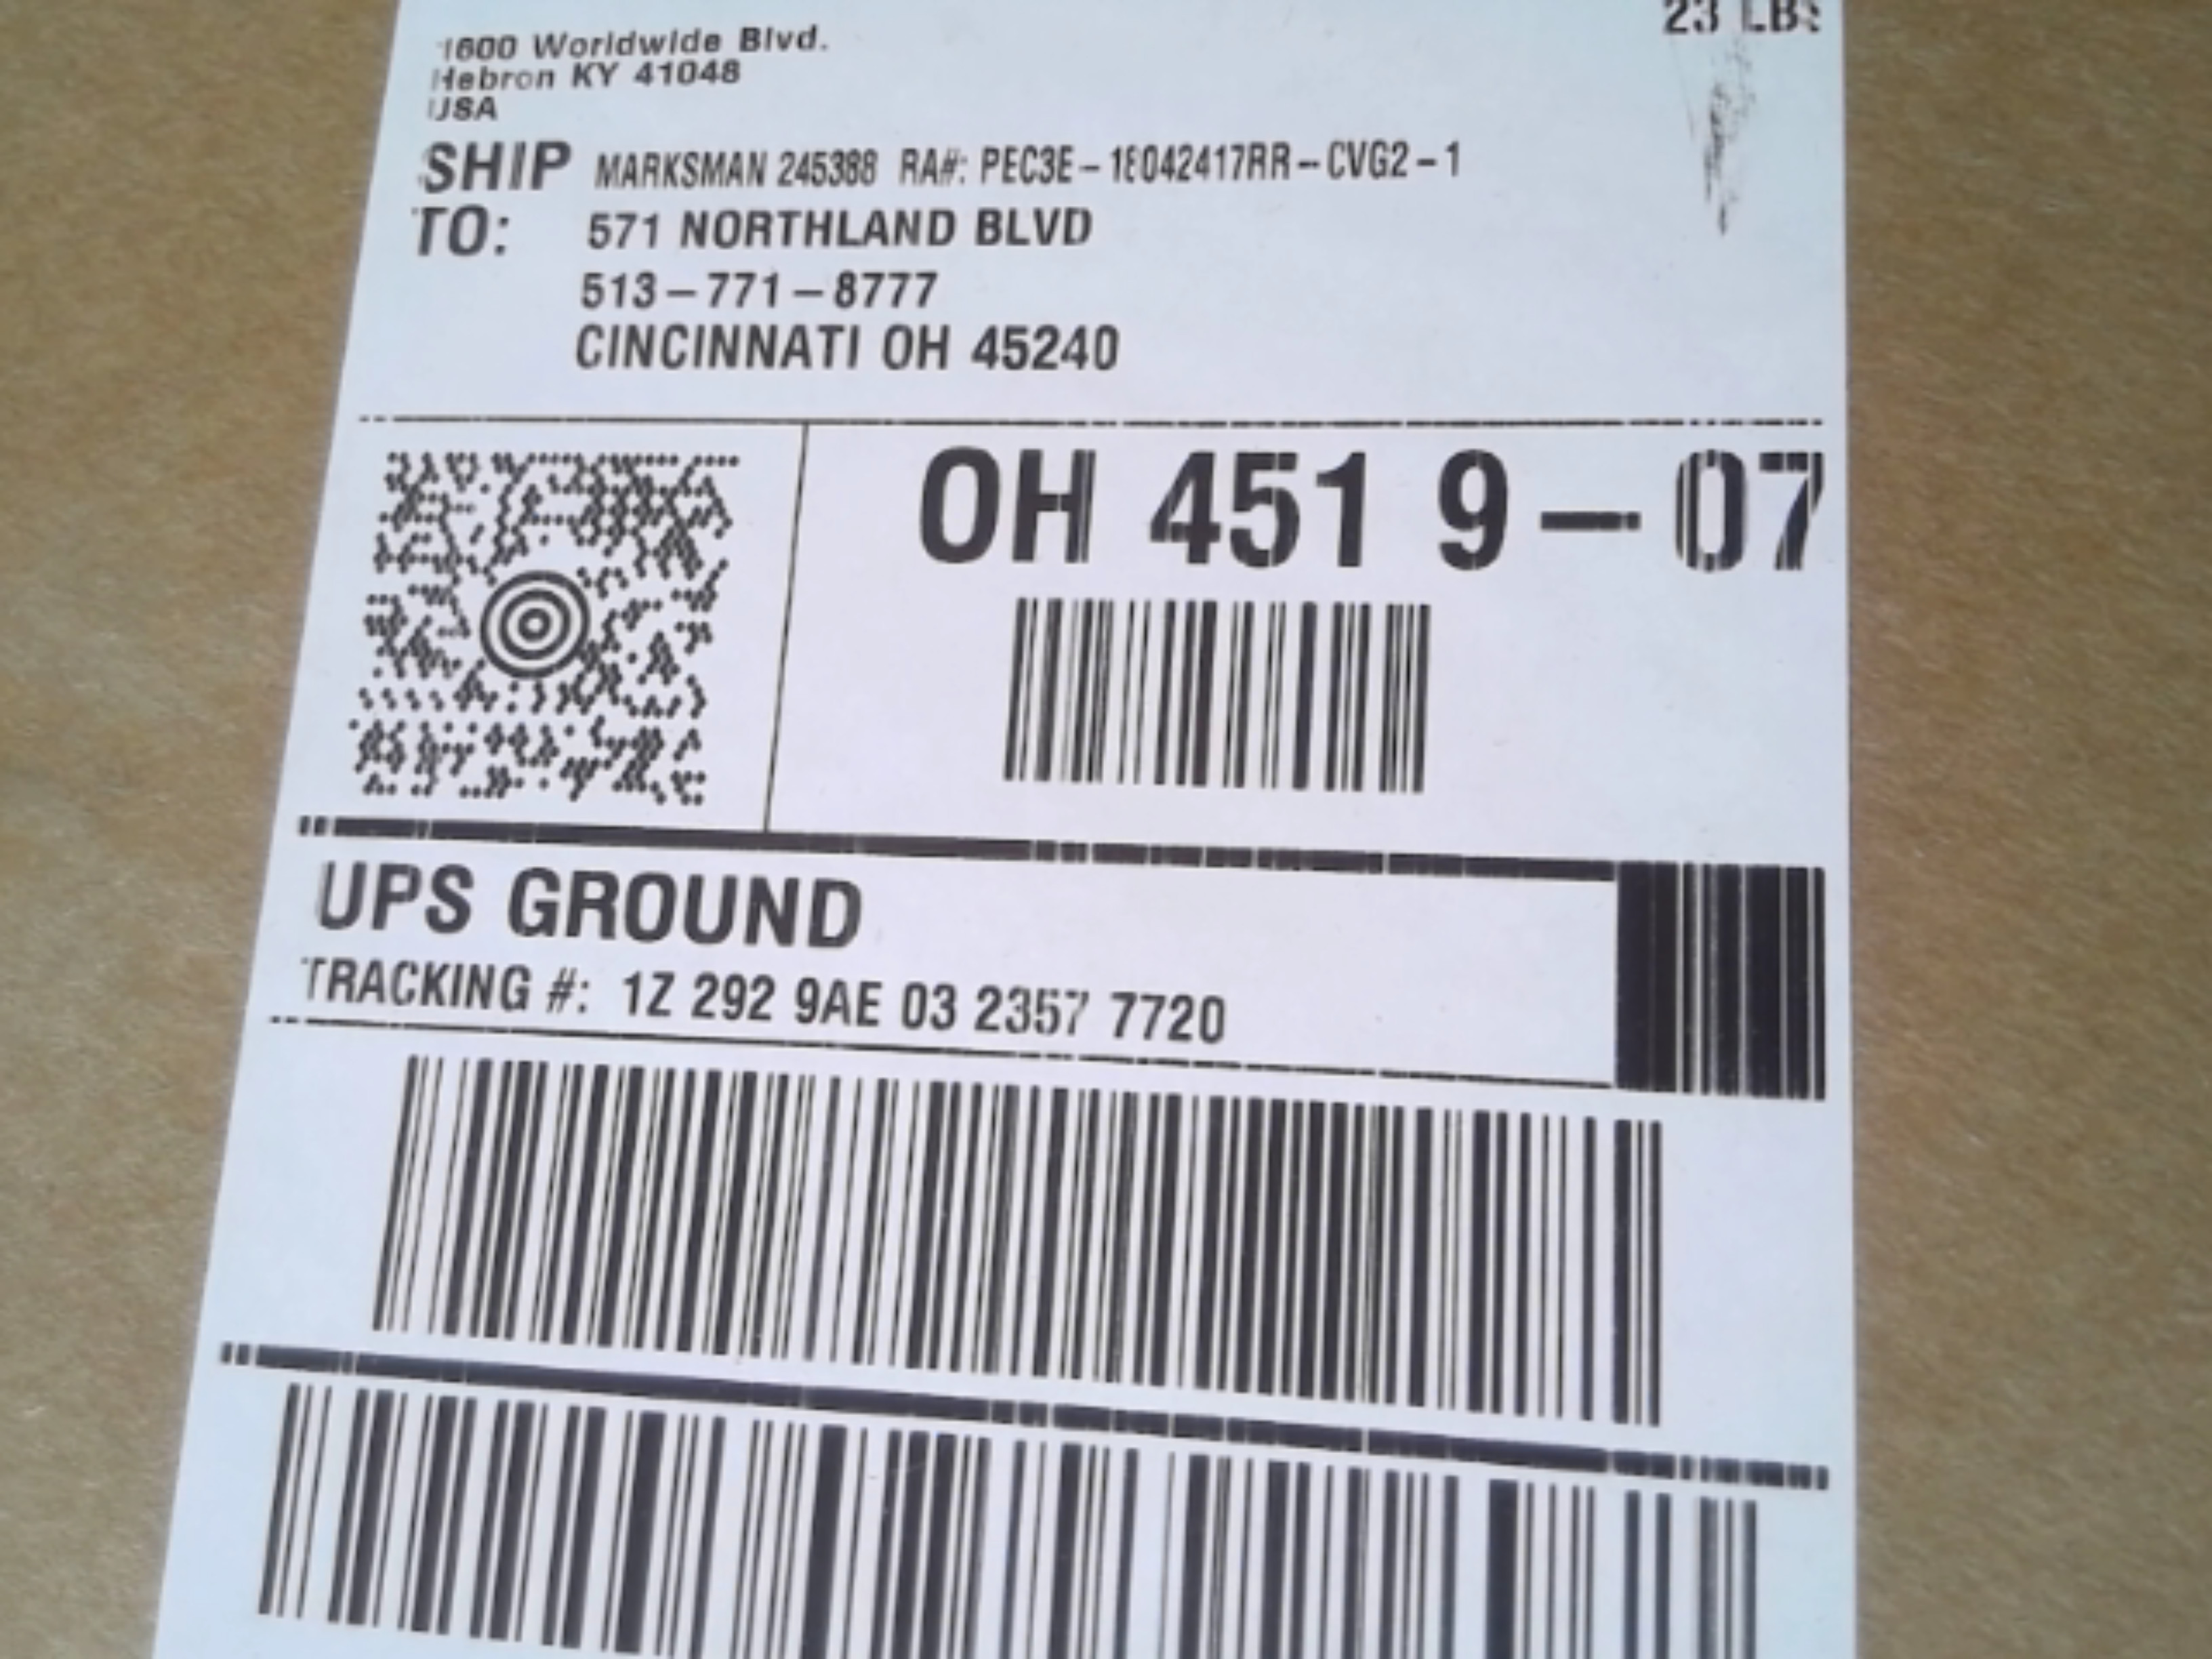 1600 Worldwide Blvd.
Hebron KY 41048
USA
23 LBS
SHIP MARKSMAN 245388 RA#: PEC3E-18042417RR-CVG2-1
TO: 571 NORTHLAND BLVD
513-771-8777
CINCINNATI OH 45240
OH 451 9-07
UPS GROUND
TRACKING #: 1Z 292 9AE 03 2357 7720